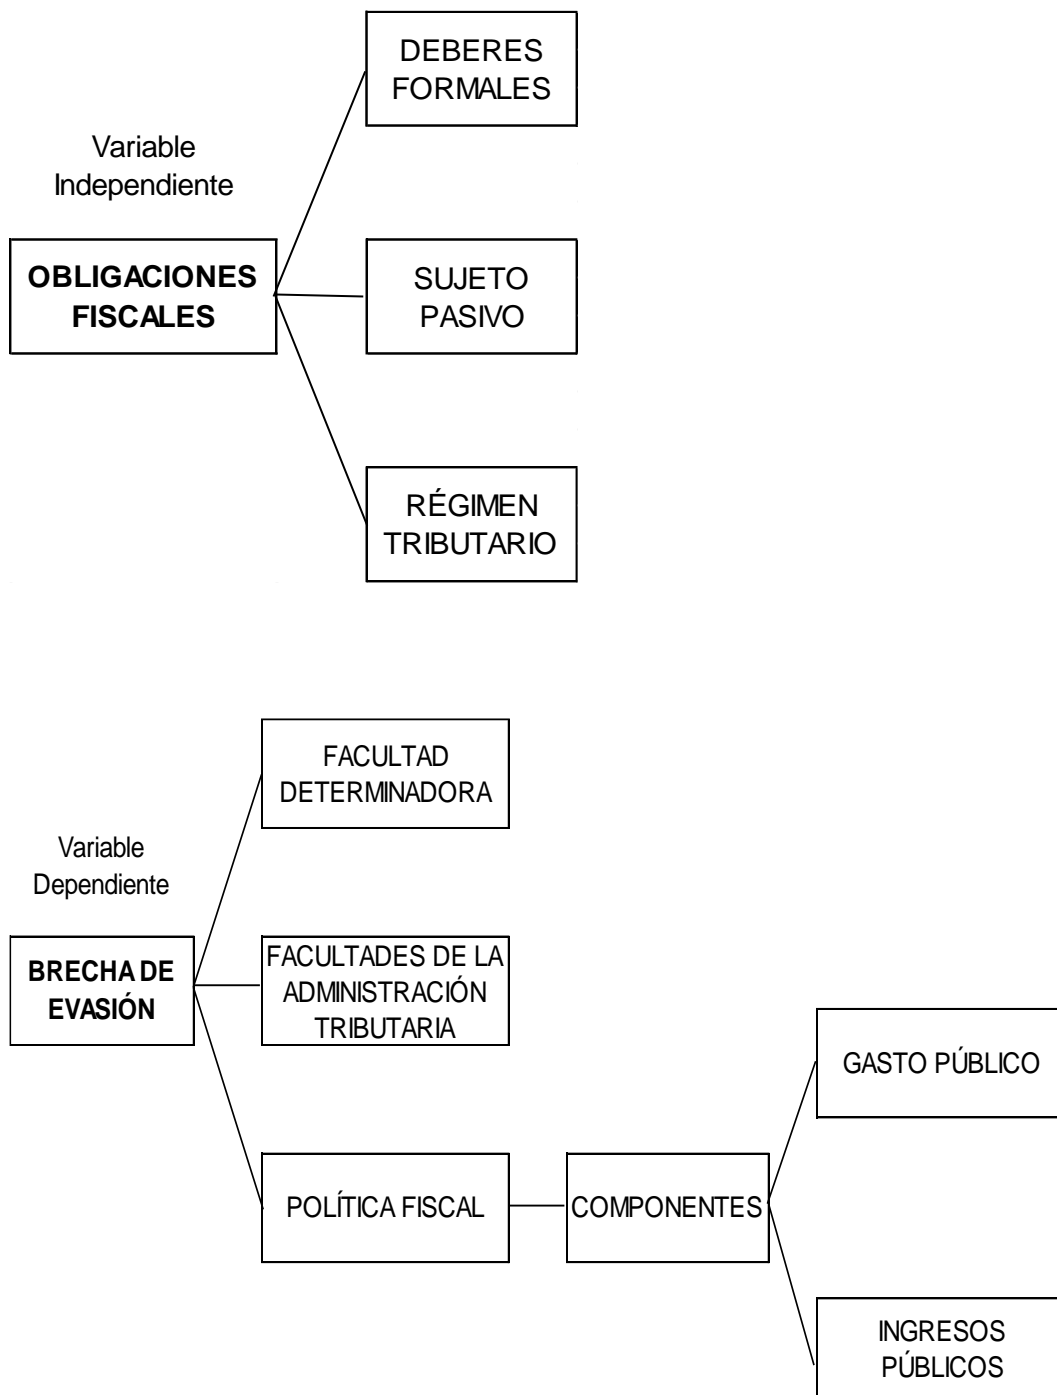 DEBERES
FORMALES
Variable
Independiente
OBLIGACIONES
FISCALES
SUJETO
PASIVO
RÉGIMEN
TRIBUTARIO
FACULTAD
DETERMINADORA
Variable
Dependiente
BRECHA DE
EVASIÓN
FACULTADES DE LA
ADMINISTRACIÓN
TRIBUTARIA
GASTO PÚBLICO
POLÍTICA FISCAL
COMPONENTES
INGRESOS
PÚBLICOS